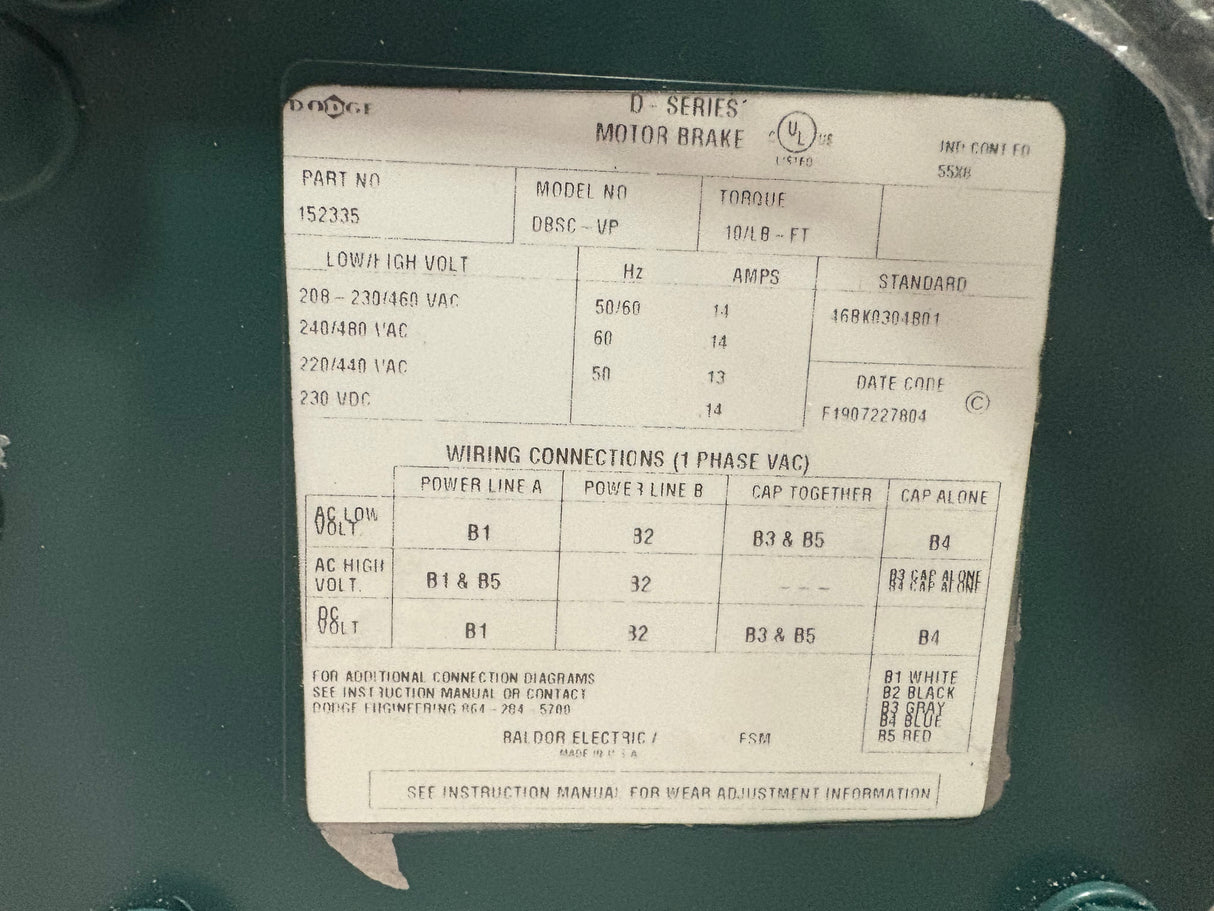 DODGE
D - SERIES
MOTOR BRAKE
C UL US
LISTED
IND CONT EQ
55XB
PART NO
152335
MODEL NO
DBSC - VP
TORQUE
10/LB - FT
LOW/HIGH VOLT Hz AMPS
208 - 230/460 VAC 50/60 14
240/480 VAC 60 14
220/440 VAC 50 13
230 VDC 14
STANDARD
46BK0304B01
DATE CODE
F1907227804
©
WIRING CONNECTIONS (1 PHASE VAC)
POWER LINE A POWER LINE B CAP TOGETHER CAP ALONE
AC LOW VOLT B1 B2 B3 & B5 B4
AC HIGH VOLT. B1 & B5 B2 - - - B3 CAP ALONE B4 CAP ALONE
DC VOLT B1 B2 B3 & B5 B4
FOR ADDITIONAL CONNECTION DIAGRAMS
SEE INSTRUCTION MANUAL OR CONTACT
DODGE ENGINEERING 864 - 284 - 5700
B1 WHITE
B2 BLACK
B3 GRAY
B4 BLUE
B5 RED
BALDOR ELECTRIC / FSM
MADE IN U S A
SEE INSTRUCTION MANUAL FOR WEAR ADJUSTMENT INFORMATION